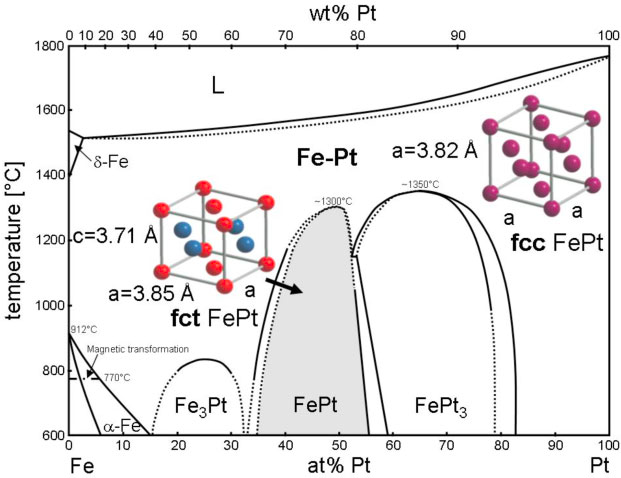 wt% Pt
0 10 20 30 40 50 60 70 80 90 100
1800
1600
1400
1200
1000
800
600
temperature [°C]
L
δ-Fe
Fe-Pt
a=3.82 Å
a
a
fcc FePt
~1300°C
~1350°C
c=3.71 Å
a=3.85 Å
a
fct FePt
912°C
Magnetic transformation
770°C
α-Fe
Fe3Pt
FePt
FePt3
0 10 20 30 40 50 60 70 80 90 100
Fe
at% Pt
Pt